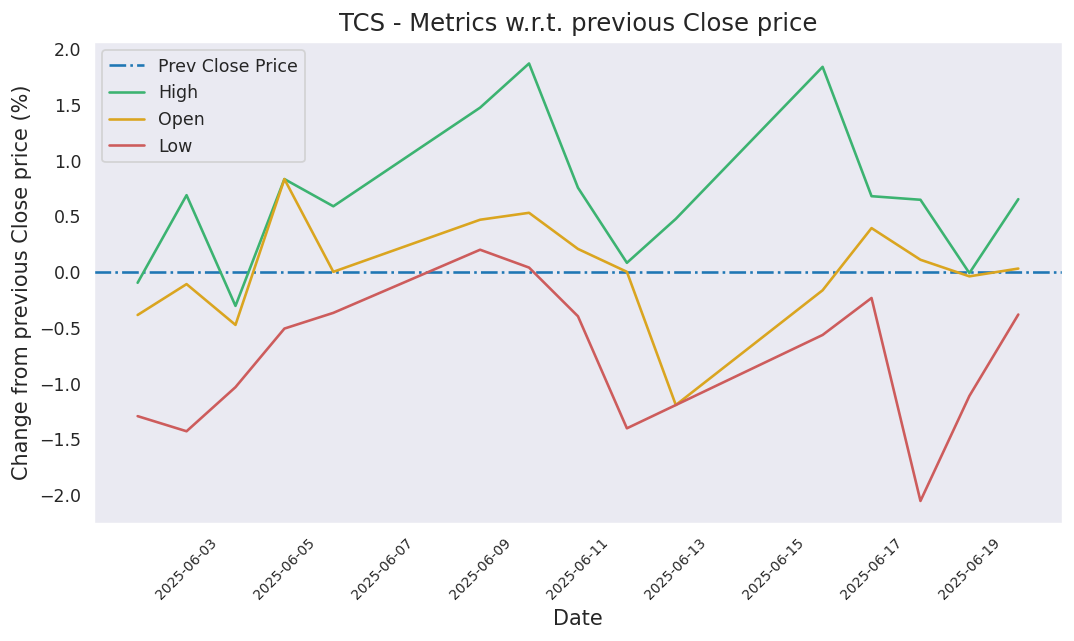 TCS - Metrics w.r.t. previous Close price
Change from previous Close price (%)
2.0
1.5
1.0
0.5
0.0
−0.5
−1.0
−1.5
−2.0
Prev Close Price
High
Open
Low
2025-06-03
2025-06-05
2025-06-07
2025-06-09
2025-06-11
2025-06-13
2025-06-15
2025-06-17
2025-06-19
Date